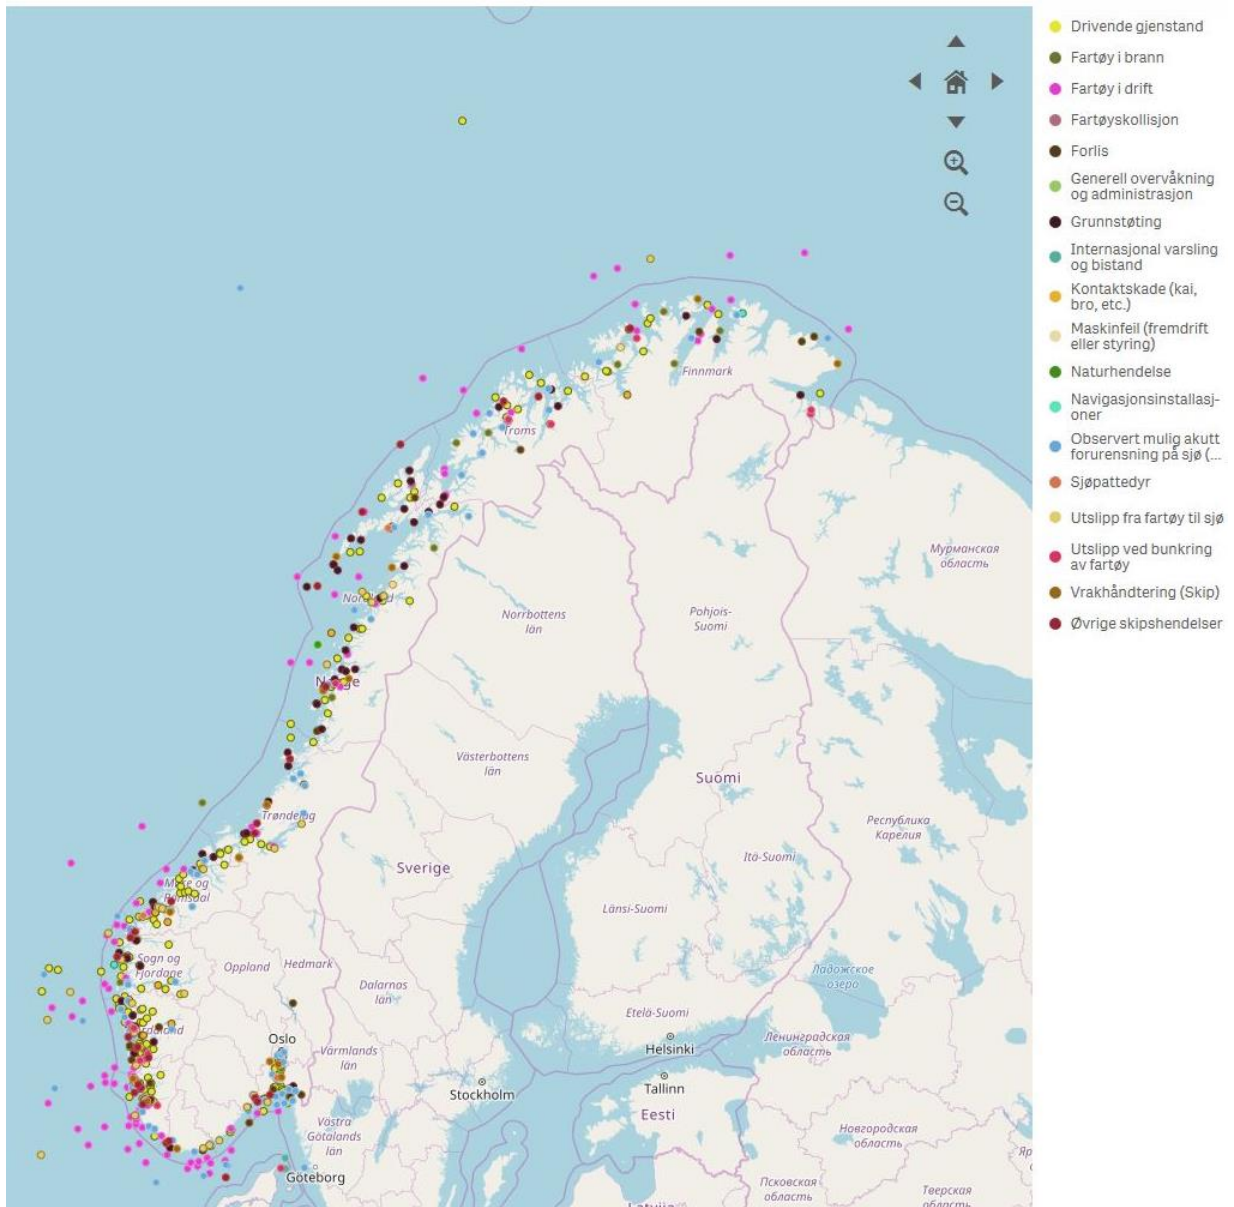 Drivende gjenstand
Fartøy i brann
Fartøy i drift
Fartøyskollisjon
Forlis
Generell overvåkning
og administrasjon
Grunnstøting
Internasjonal varsling
og bistand
Kontaktskade (kai,
bro, etc.)
Maskinfeil (fremdrift
eller styring)
Naturhendelse
Navigasjonsinstallasj-
oner
Observert mulig akutt
forurensning på sjø (...
Sjøpattedyr
Utslipp fra fartøy til sjø
Utslipp ved bunkring
av fartøy
Vrakhåndtering (Skip)
Øvrige skipshendelser
Finnmark
Troms
Мурманская
область
Norrbottens
län
Pohjois-
Suomi
Västerbottens
län
Suomi
Trøndelag
Республика
Карелия
Sverige
Itä-Suomi
Länsi-Suomi
Sogn og
Fjordane
Oppland
Hedmark
Dalarnas
län
Ладожское
озеро
Etelä-Suomi
Oslo
Helsinki
Ленинградская
область
Värmlands
län
Tallinn
Stockholm
Eesti
Västra
Götalands
län
Новгородская
область
Göteborg
Псковская
область
Тверская
область